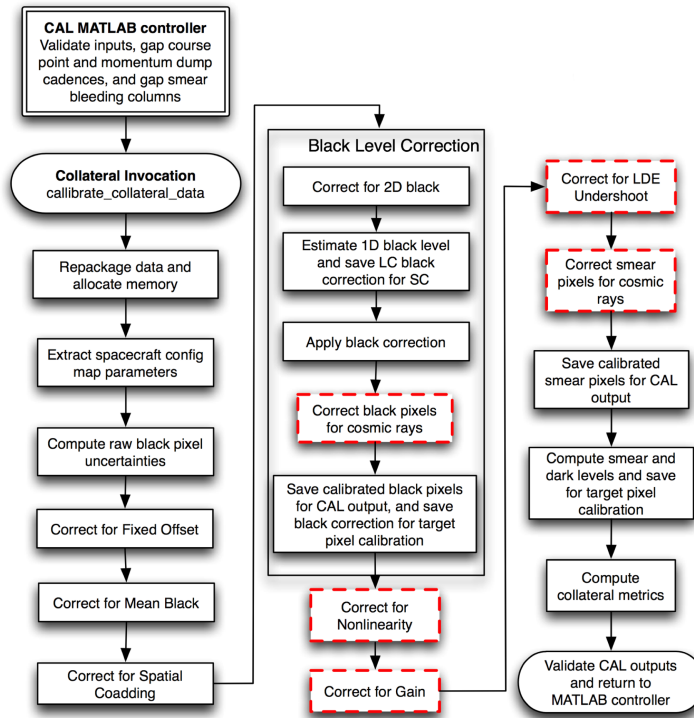 CAL MATLAB controller
Validate inputs, gap course
point and momentum dump
cadences, and gap smear
bleeding columns
Collateral Invocation
callibrate_collateral_data
Repackage data and
allocate memory
Extract spacecraft config
map parameters
Compute raw black pixel
uncertainties
Correct for Fixed Offset
Correct for Mean Black
Correct for Spatial
Coadding
Black Level Correction
Correct for 2D black
Estimate 1D black level
and save LC black
correction for SC
Apply black correction
Correct black pixels
for cosmic rays
Save calibrated black pixels
for CAL output, and save
black correction for target
pixel calibration
Correct for
Nonlinearity
Correct for Gain
Correct for LDE
Undershoot
Correct smear
pixels for cosmic
rays
Save calibrated
smear pixels for CAL
output
Compute smear and
dark levels and save
for target pixel
calibration
Compute
collateral metrics
Validate CAL outputs
and return to
MATLAB controller